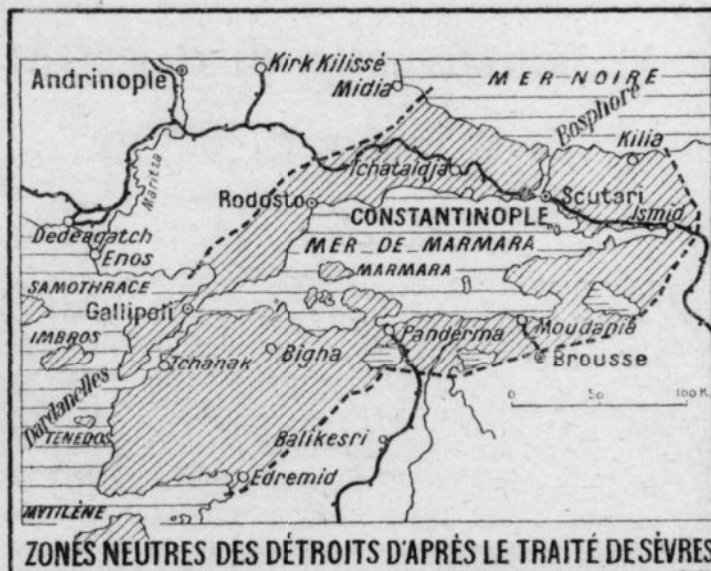 Andrinople
Kirk Kilissé
Midia
MER NOIRE
Bosphore
Kilia
Maritza
Tchataldja
Rodosto
Scutari
CONSTANTINOPLE
Ismid
Dedeagatch
Enos
MER DE MARMARA
MARMARA
SAMOTHRACE
Gallipoli
IMBROS
Tchanak
Bigha
Panderma
Moudania
Brousse
Dardanelles
0 50 100 K.
TENEDOS
Balikesri
Edremid
MYTILÈNE
ZONES NEUTRES DES DÉTROITS D'APRÈS LE TRAITÉ DE SÈVRES